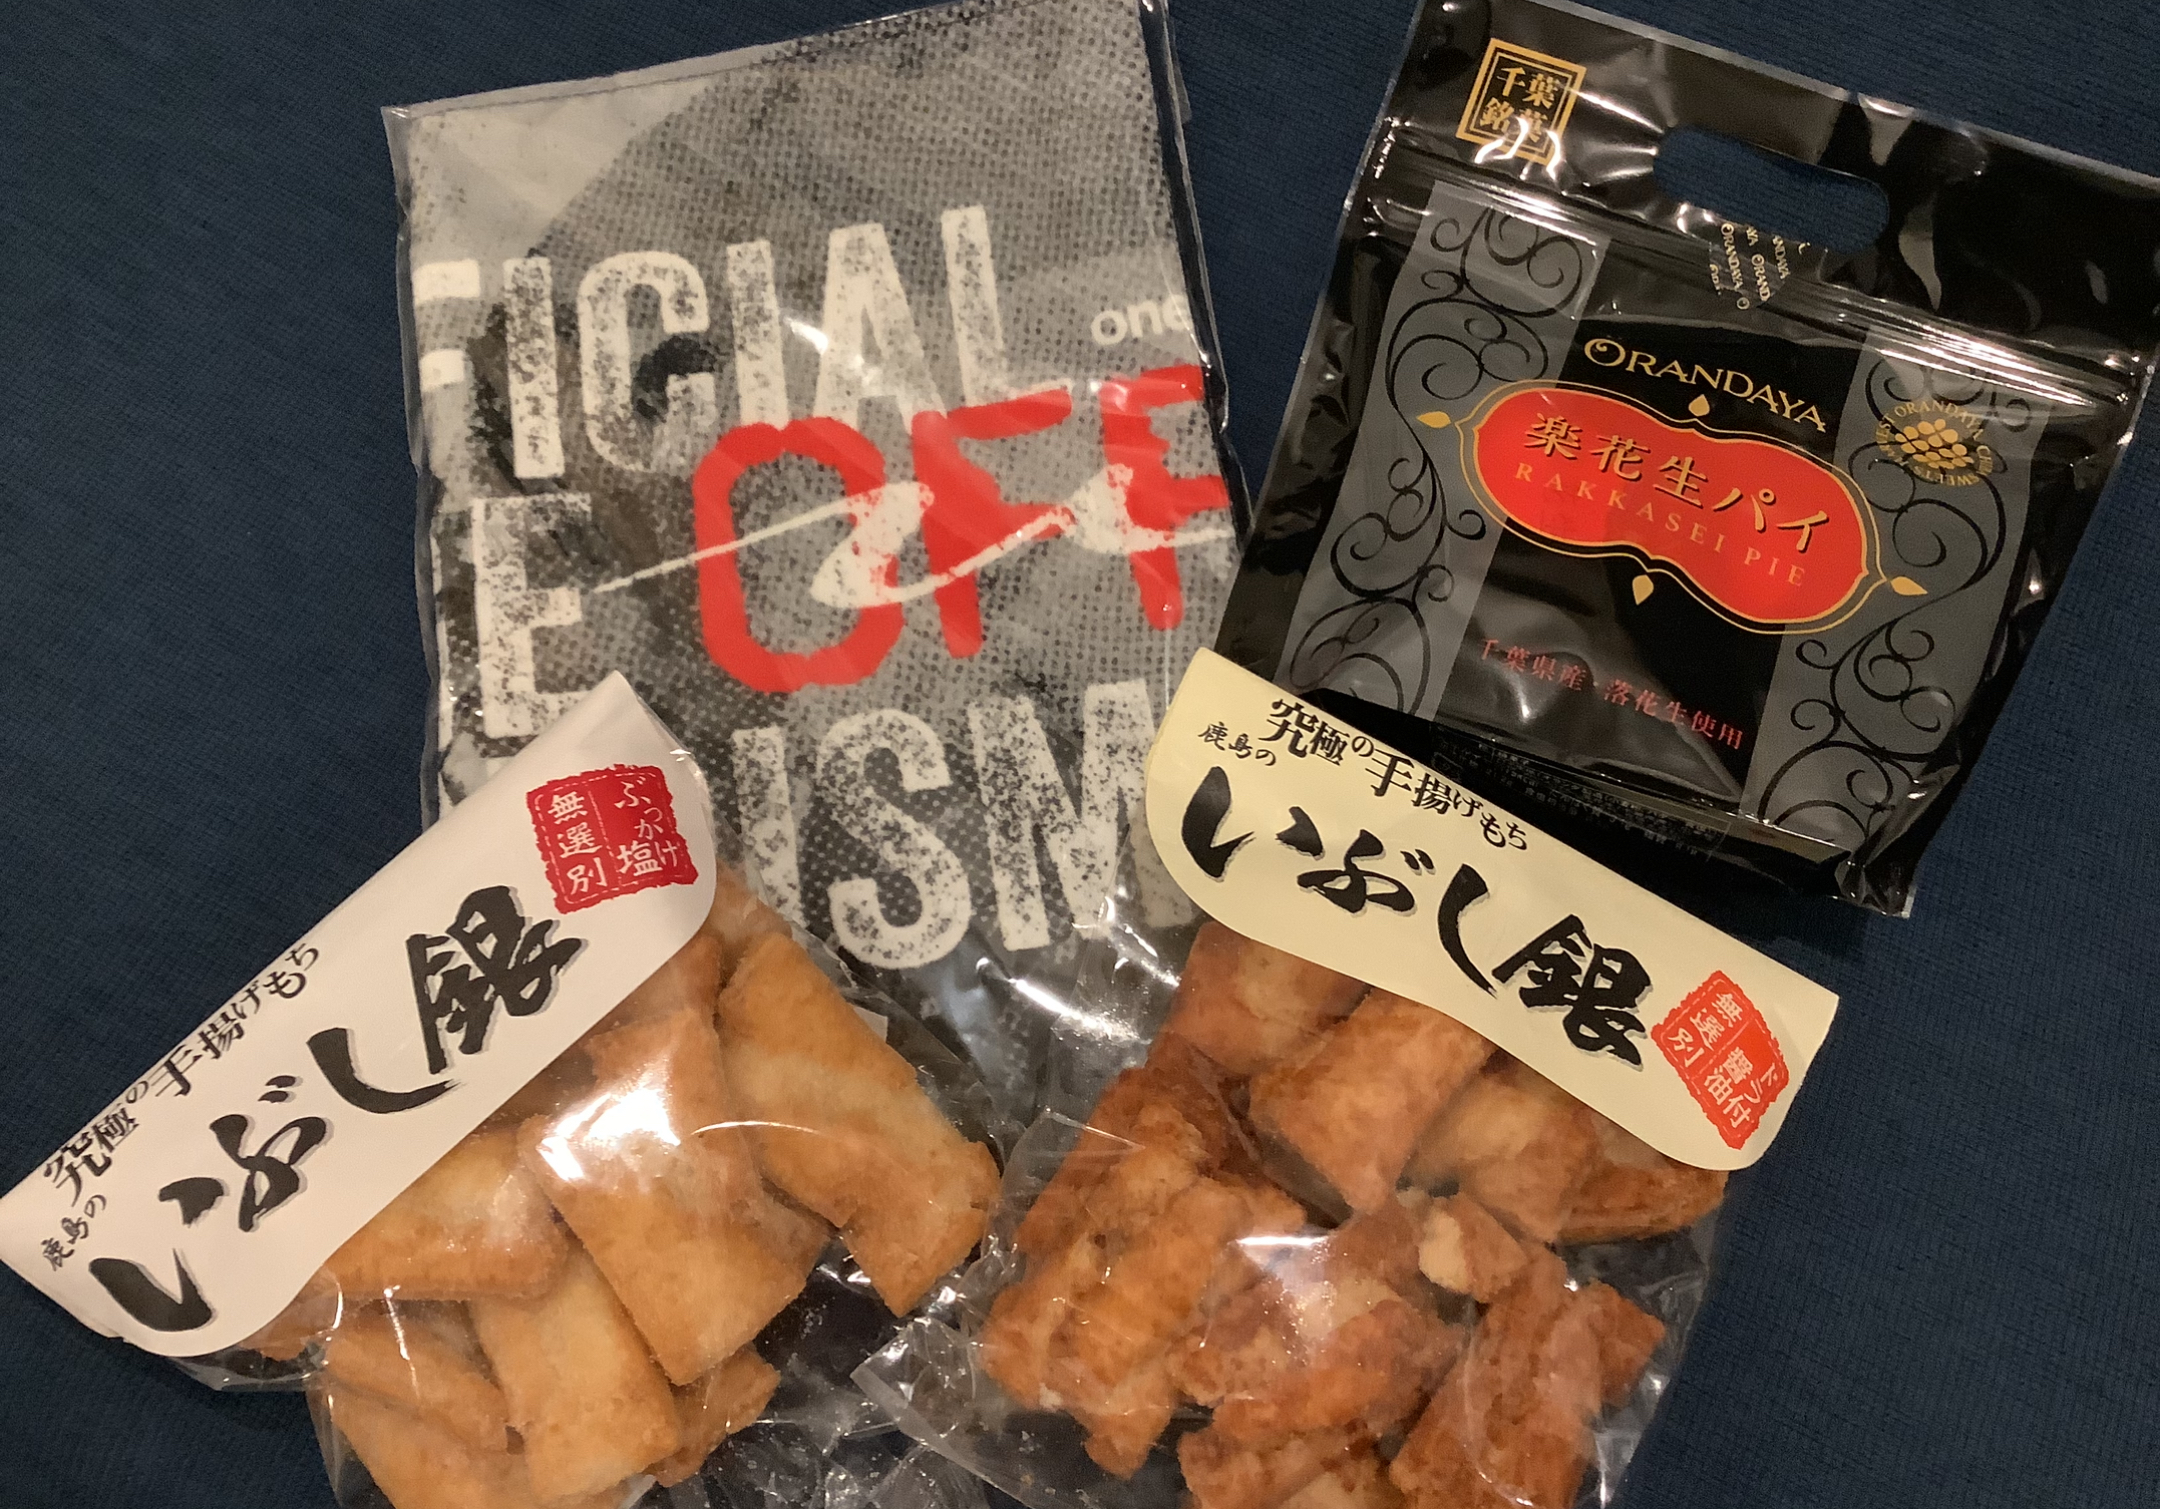 FICIAL
one
E OFF
ISM
千葉
銘菓
ORANDAYA
楽花生パイ
RAKKASEI PIE
千葉県産 落花生使用
究極の手揚げもち
鹿島の
いぶし銀
ぶっかけ塩
無選別
究極の手揚げもち
鹿島の
いぶし銀
ドブ付
醤油
無選別